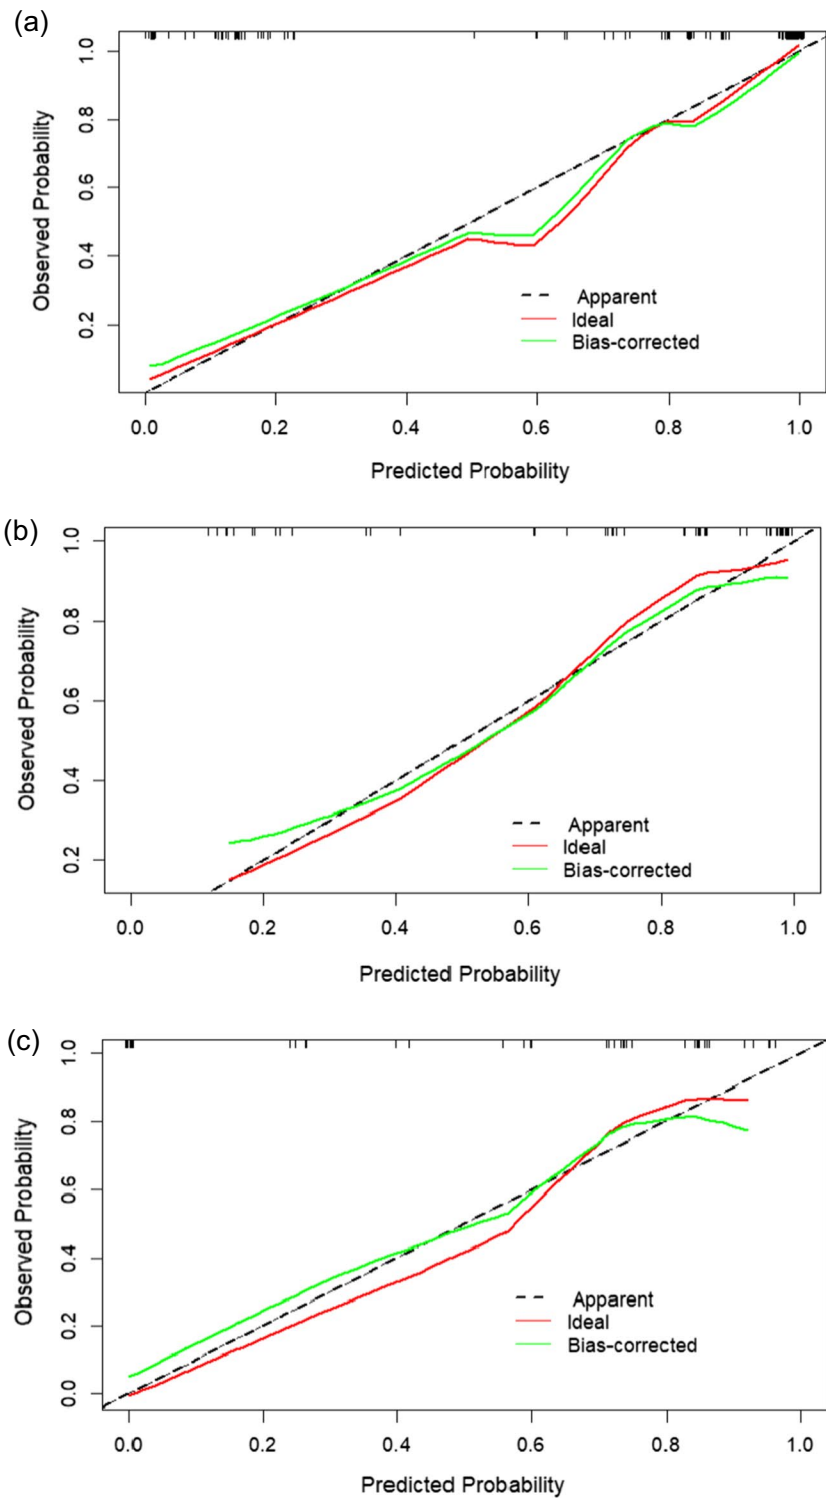 (a)
Observed Probability
1.0
0.8
0.6
0.4
0.2
Apparent
Ideal
Bias-corrected
0.0 0.2 0.4 0.6 0.8 1.0
Predicted Probability
(b)
Observed Probability
1.0
0.8
0.6
0.4
0.2
Apparent
Ideal
Bias-corrected
0.0 0.2 0.4 0.6 0.8 1.0
Predicted Probability
(c)
Observed Probability
1.0
0.8
0.6
0.4
0.2
0.0
Apparent
Ideal
Bias-corrected
0.0 0.2 0.4 0.6 0.8 1.0
Predicted Probability